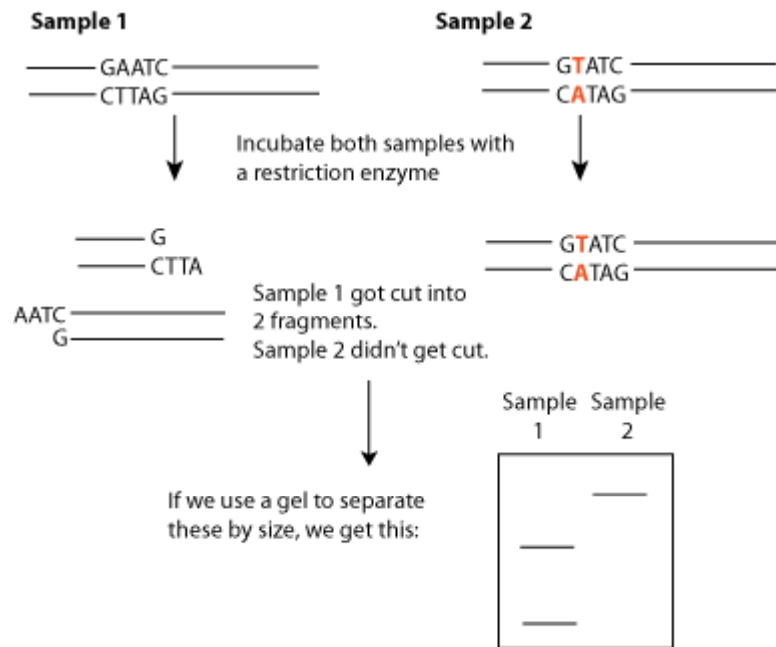 Sample 1
Sample 2
GAATC
CTTAG
GTATC
CATAG
Incubate both samples with
a restriction enzyme
G
CTTA
AATC
G
GTATC
CATAG
Sample 1 got cut into
2 fragments.
Sample 2 didn't get cut.
Sample Sample
1 2
If we use a gel to separate
these by size, we get this: